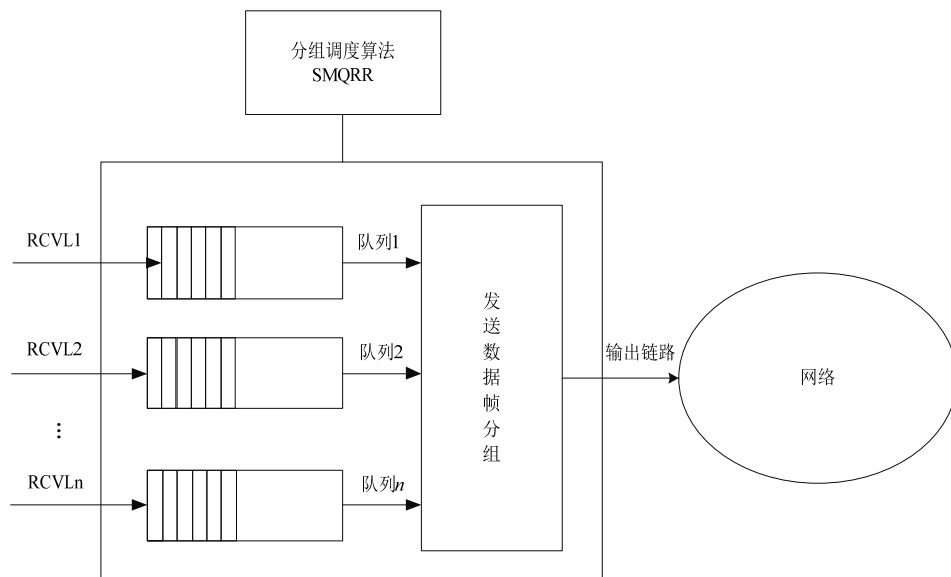 分组调度算法
SMQRR
RCVL1
队列1
RCVL2
队列2
...
RCVLn
队列n
发送数据帧分组
输出链路
网络